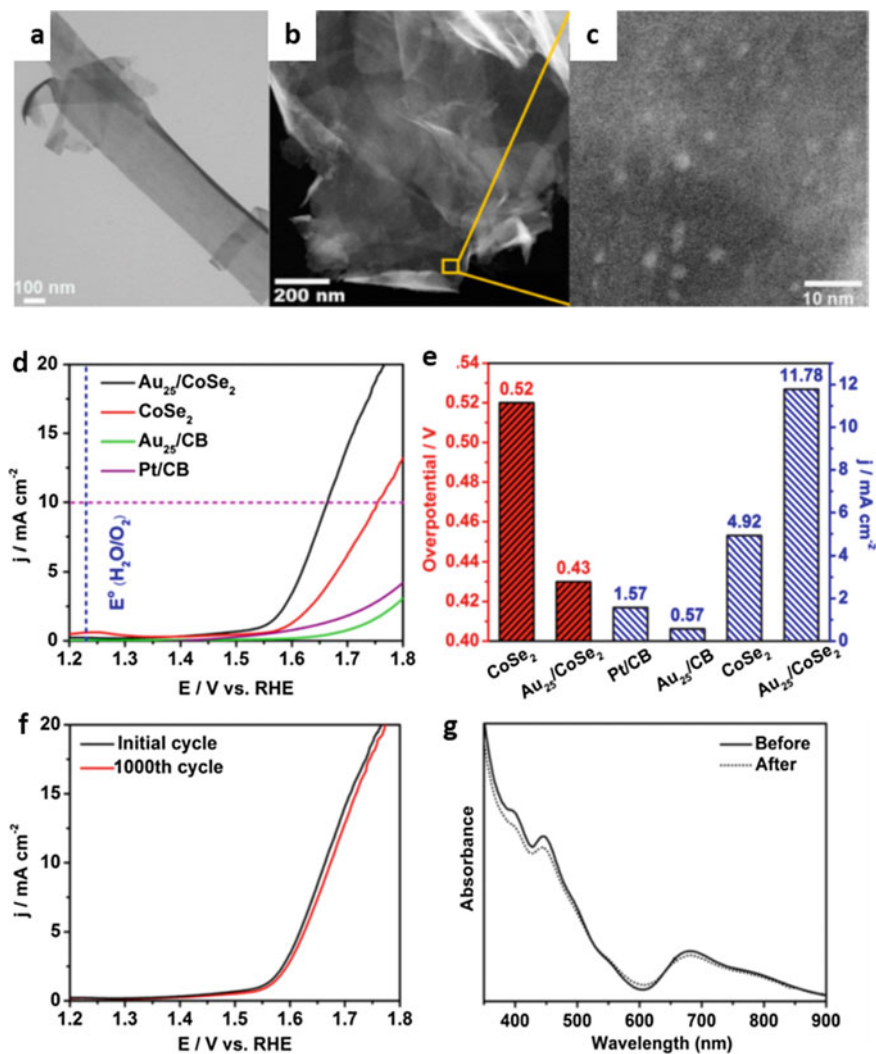 a
b
c
100 nm
200 nm
10 nm
d
20
15
10
5
0
j / mA cm⁻²
E° (H₂O/O₂)
Au₂₅/CoSe₂
CoSe₂
Au₂₅/CB
Pt/CB
1.2 1.3 1.4 1.5 1.6 1.7 1.8
E / V vs. RHE
e
.54
0.52
0.50
0.48
0.46
0.44
0.42
0.40
Overpotential / V
0.52
0.43
1.57
0.57
4.92
11.78
12
10
8
6
4
2
0
j / mA cm⁻²
CoSe₂ Au₂₅/CoSe₂ Pt/CB Au₂₅/CB CoSe₂ Au₂₅/CoSe₂
f
20
15
10
5
0
j / mA cm⁻²
Initial cycle
1000th cycle
1.2 1.3 1.4 1.5 1.6 1.7 1.8
E / V vs. RHE
g
Before
After
Absorbance
400 500 600 700 800 900
Wavelength (nm)